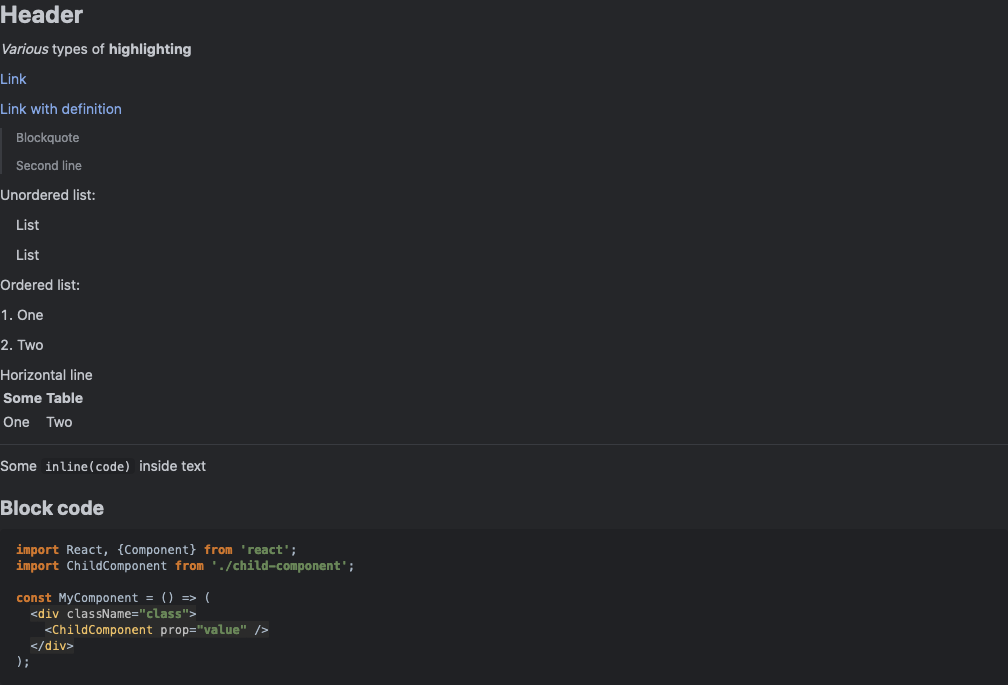 Header
Various types of highlighting
Link
Link with definition
Blockquote
Second line
Unordered list:
List
List
Ordered list:
1. One
2. Two
Horizontal line
Some Table
One Two
Some inline(code) inside text
Block code
import React, {Component} from 'react';
import ChildComponent from './child-component';
const MyComponent = () => (
<div className="class">
<ChildComponent prop="value" />
</div>
);